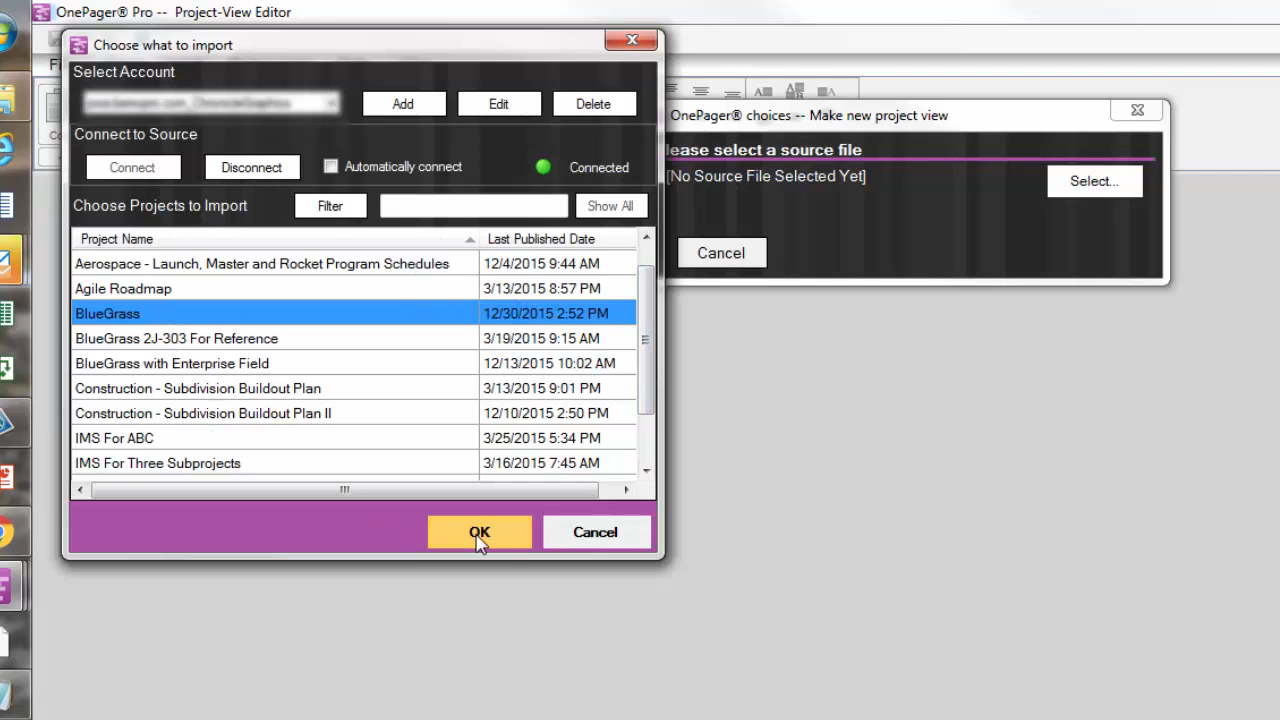 OnePager® Pro -- Project-View Editor
Choose what to import
Select Account
Add
Edit
Delete
Connect to Source
Connect
Disconnect
Automatically connect
Connected
Choose Projects to Import
Filter
Show All
Project Name
Last Published Date
Aerospace - Launch, Master and Rocket Program Schedules 12/4/2015 9:44 AM
Agile Roadmap 3/13/2015 8:57 PM
BlueGrass 12/30/2015 2:52 PM
BlueGrass 2J-303 For Reference 3/19/2015 9:15 AM
BlueGrass with Enterprise Field 12/13/2015 10:02 AM
Construction - Subdivision Buildout Plan 3/13/2015 9:01 PM
Construction - Subdivision Buildout Plan II 12/10/2015 2:50 PM
IMS For ABC 3/25/2015 5:34 PM
IMS For Three Subprojects 3/16/2015 7:45 AM
OK
Cancel
OnePager® choices -- Make new project view
lease select a source file
[No Source File Selected Yet]
Select...
Cancel